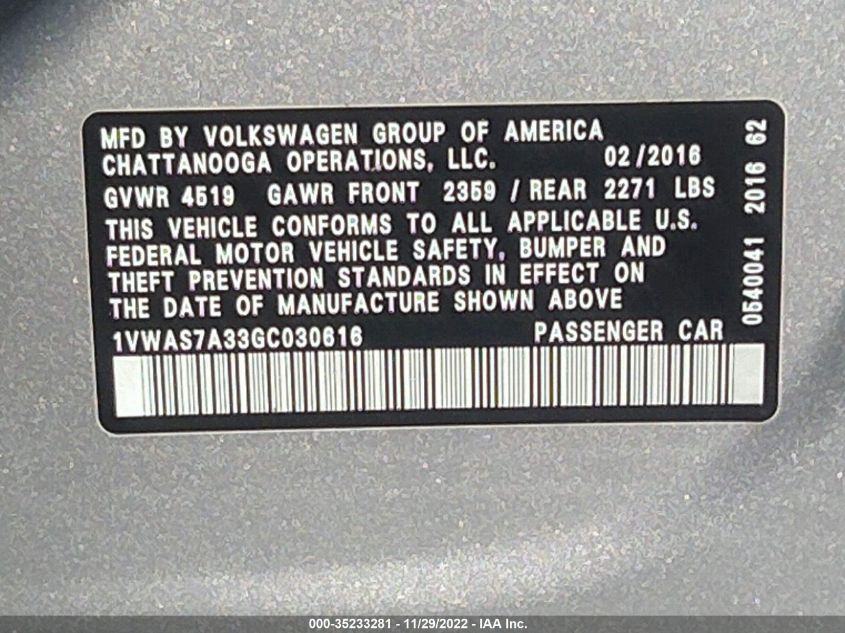 MFD BY VOLKSWAGEN GROUP OF AMERICA
CHATTANOOGA OPERATIONS, LLC. 02/2016
GVWR 4519 GAWR FRONT 2359 / REAR 2271 LBS
THIS VEHICLE CONFORMS TO ALL APPLICABLE U.S.
FEDERAL MOTOR VEHICLE SAFETY, BUMPER AND
THEFT PREVENTION STANDARDS IN EFFECT ON
THE DATE OF MANUFACTURE SHOWN ABOVE
1VWAS7A33GC030616 PASSENGER CAR
0540041 2016 62
000-35233281 - 11/29/2022 - IAA Inc.